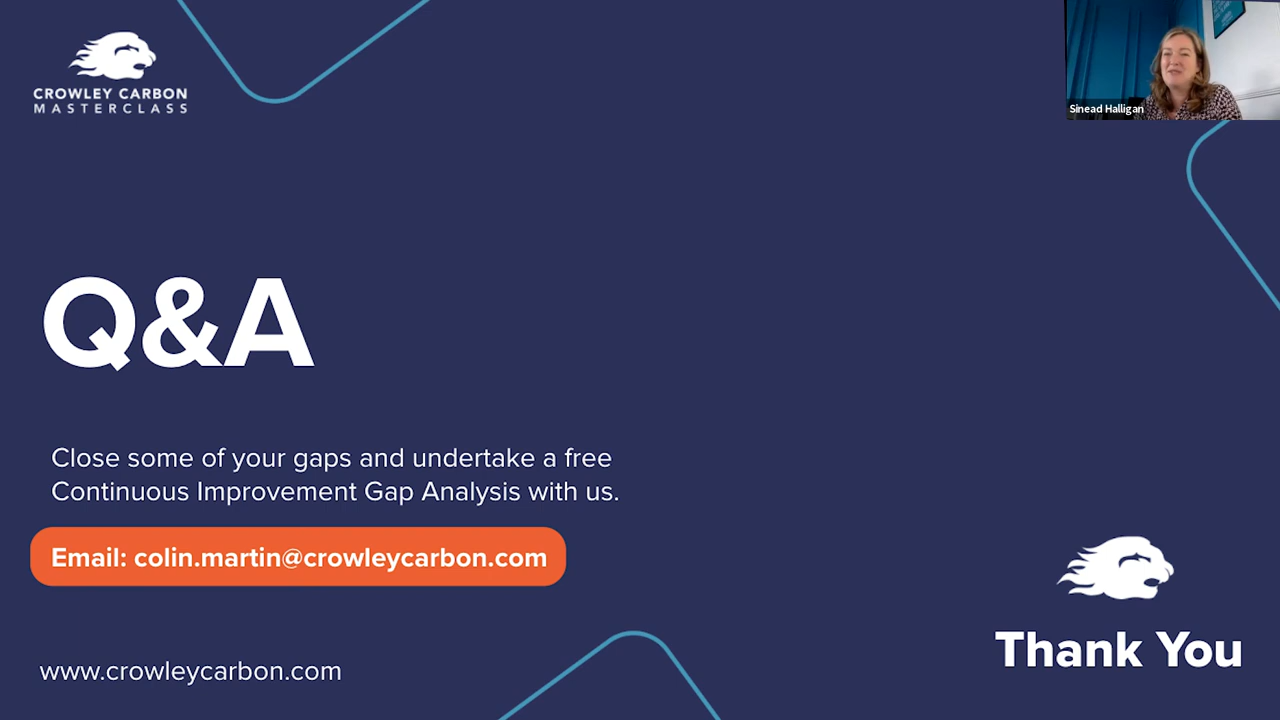 CROWLEY CARBON
MASTERCLASS
Sinead Halligan
Q&A
Close some of your gaps and undertake a free
Continuous Improvement Gap Analysis with us.
Email: colin.martin@crowleycarbon.com
www.crowleycarbon.com
Thank You